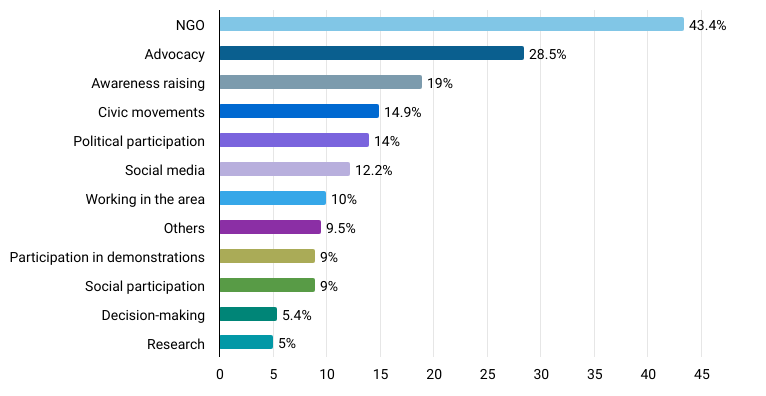 NGO 43.4%
Advocacy 28.5%
Awareness raising 19%
Civic movements 14.9%
Political participation 14%
Social media 12.2%
Working in the area 10%
Others 9.5%
Participation in demonstrations 9%
Social participation 9%
Decision-making 5.4%
Research 5%
0 5 10 15 20 25 30 35 40 45